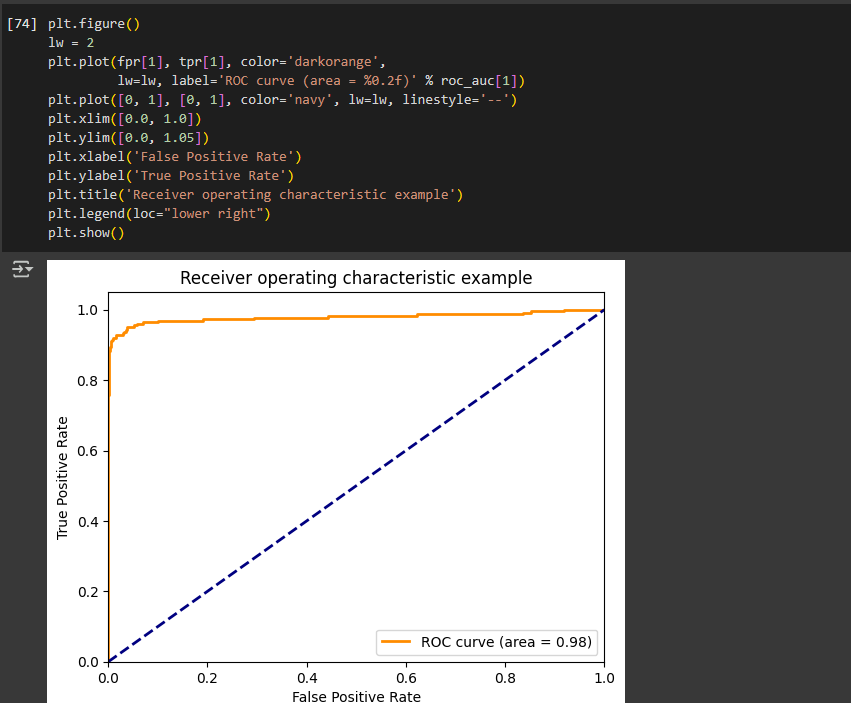 [74] plt.figure()
lw = 2
plt.plot(fpr[1], tpr[1], color='darkorange',
lw=lw, label='ROC curve (area = %0.2f)' % roc_auc[1])
plt.plot([0, 1], [0, 1], color='navy', lw=lw, linestyle='--')
plt.xlim([0.0, 1.0])
plt.ylim([0.0, 1.05])
plt.xlabel('False Positive Rate')
plt.ylabel('True Positive Rate')
plt.title('Receiver operating characteristic example')
plt.legend(loc="lower right")
plt.show()
Receiver operating characteristic example
True Positive Rate
1.0
0.8
0.6
0.4
0.2
0.0
ROC curve (area = 0.98)
0.0 0.2 0.4 0.6 0.8 1.0
False Positive Rate